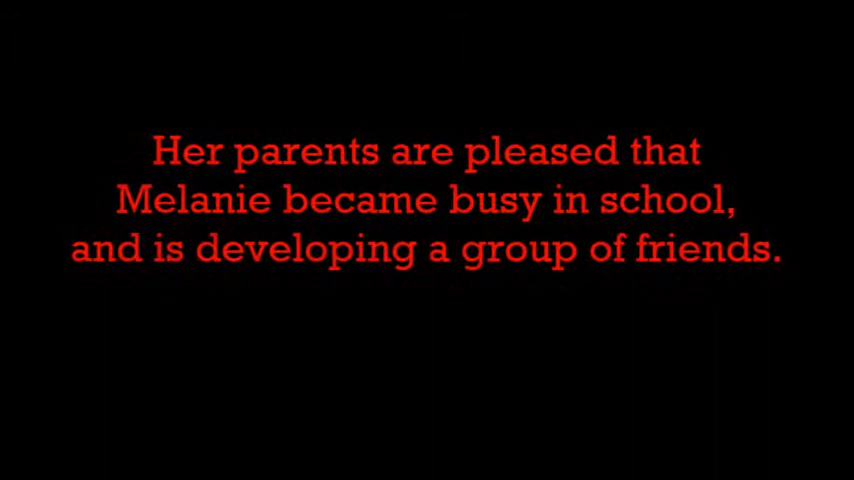 Her parents are pleased that
Melanie became busy in school,
and is developing a group of friends.